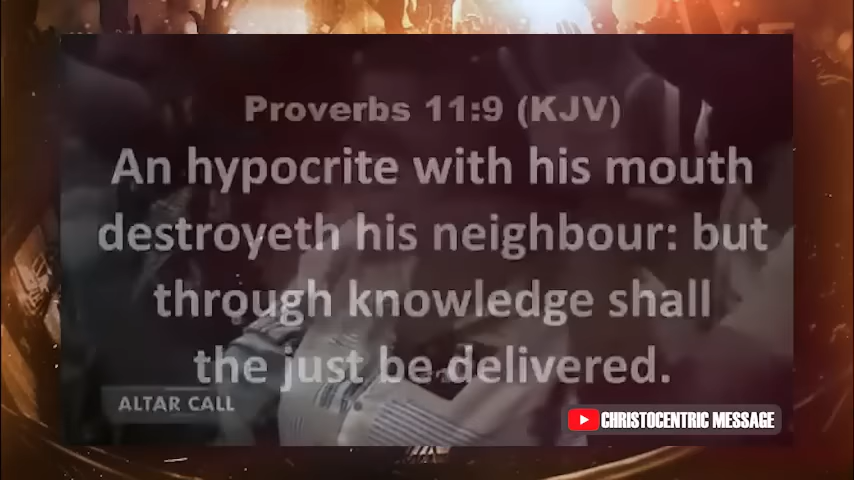 Proverbs 11:9 (KJV)
An hypocrite with his mouth
destroyeth his neighbour: but
through knowledge shall
the just be delivered.
ALTAR CALL
CHRISTOCENTRIC MESSAGE